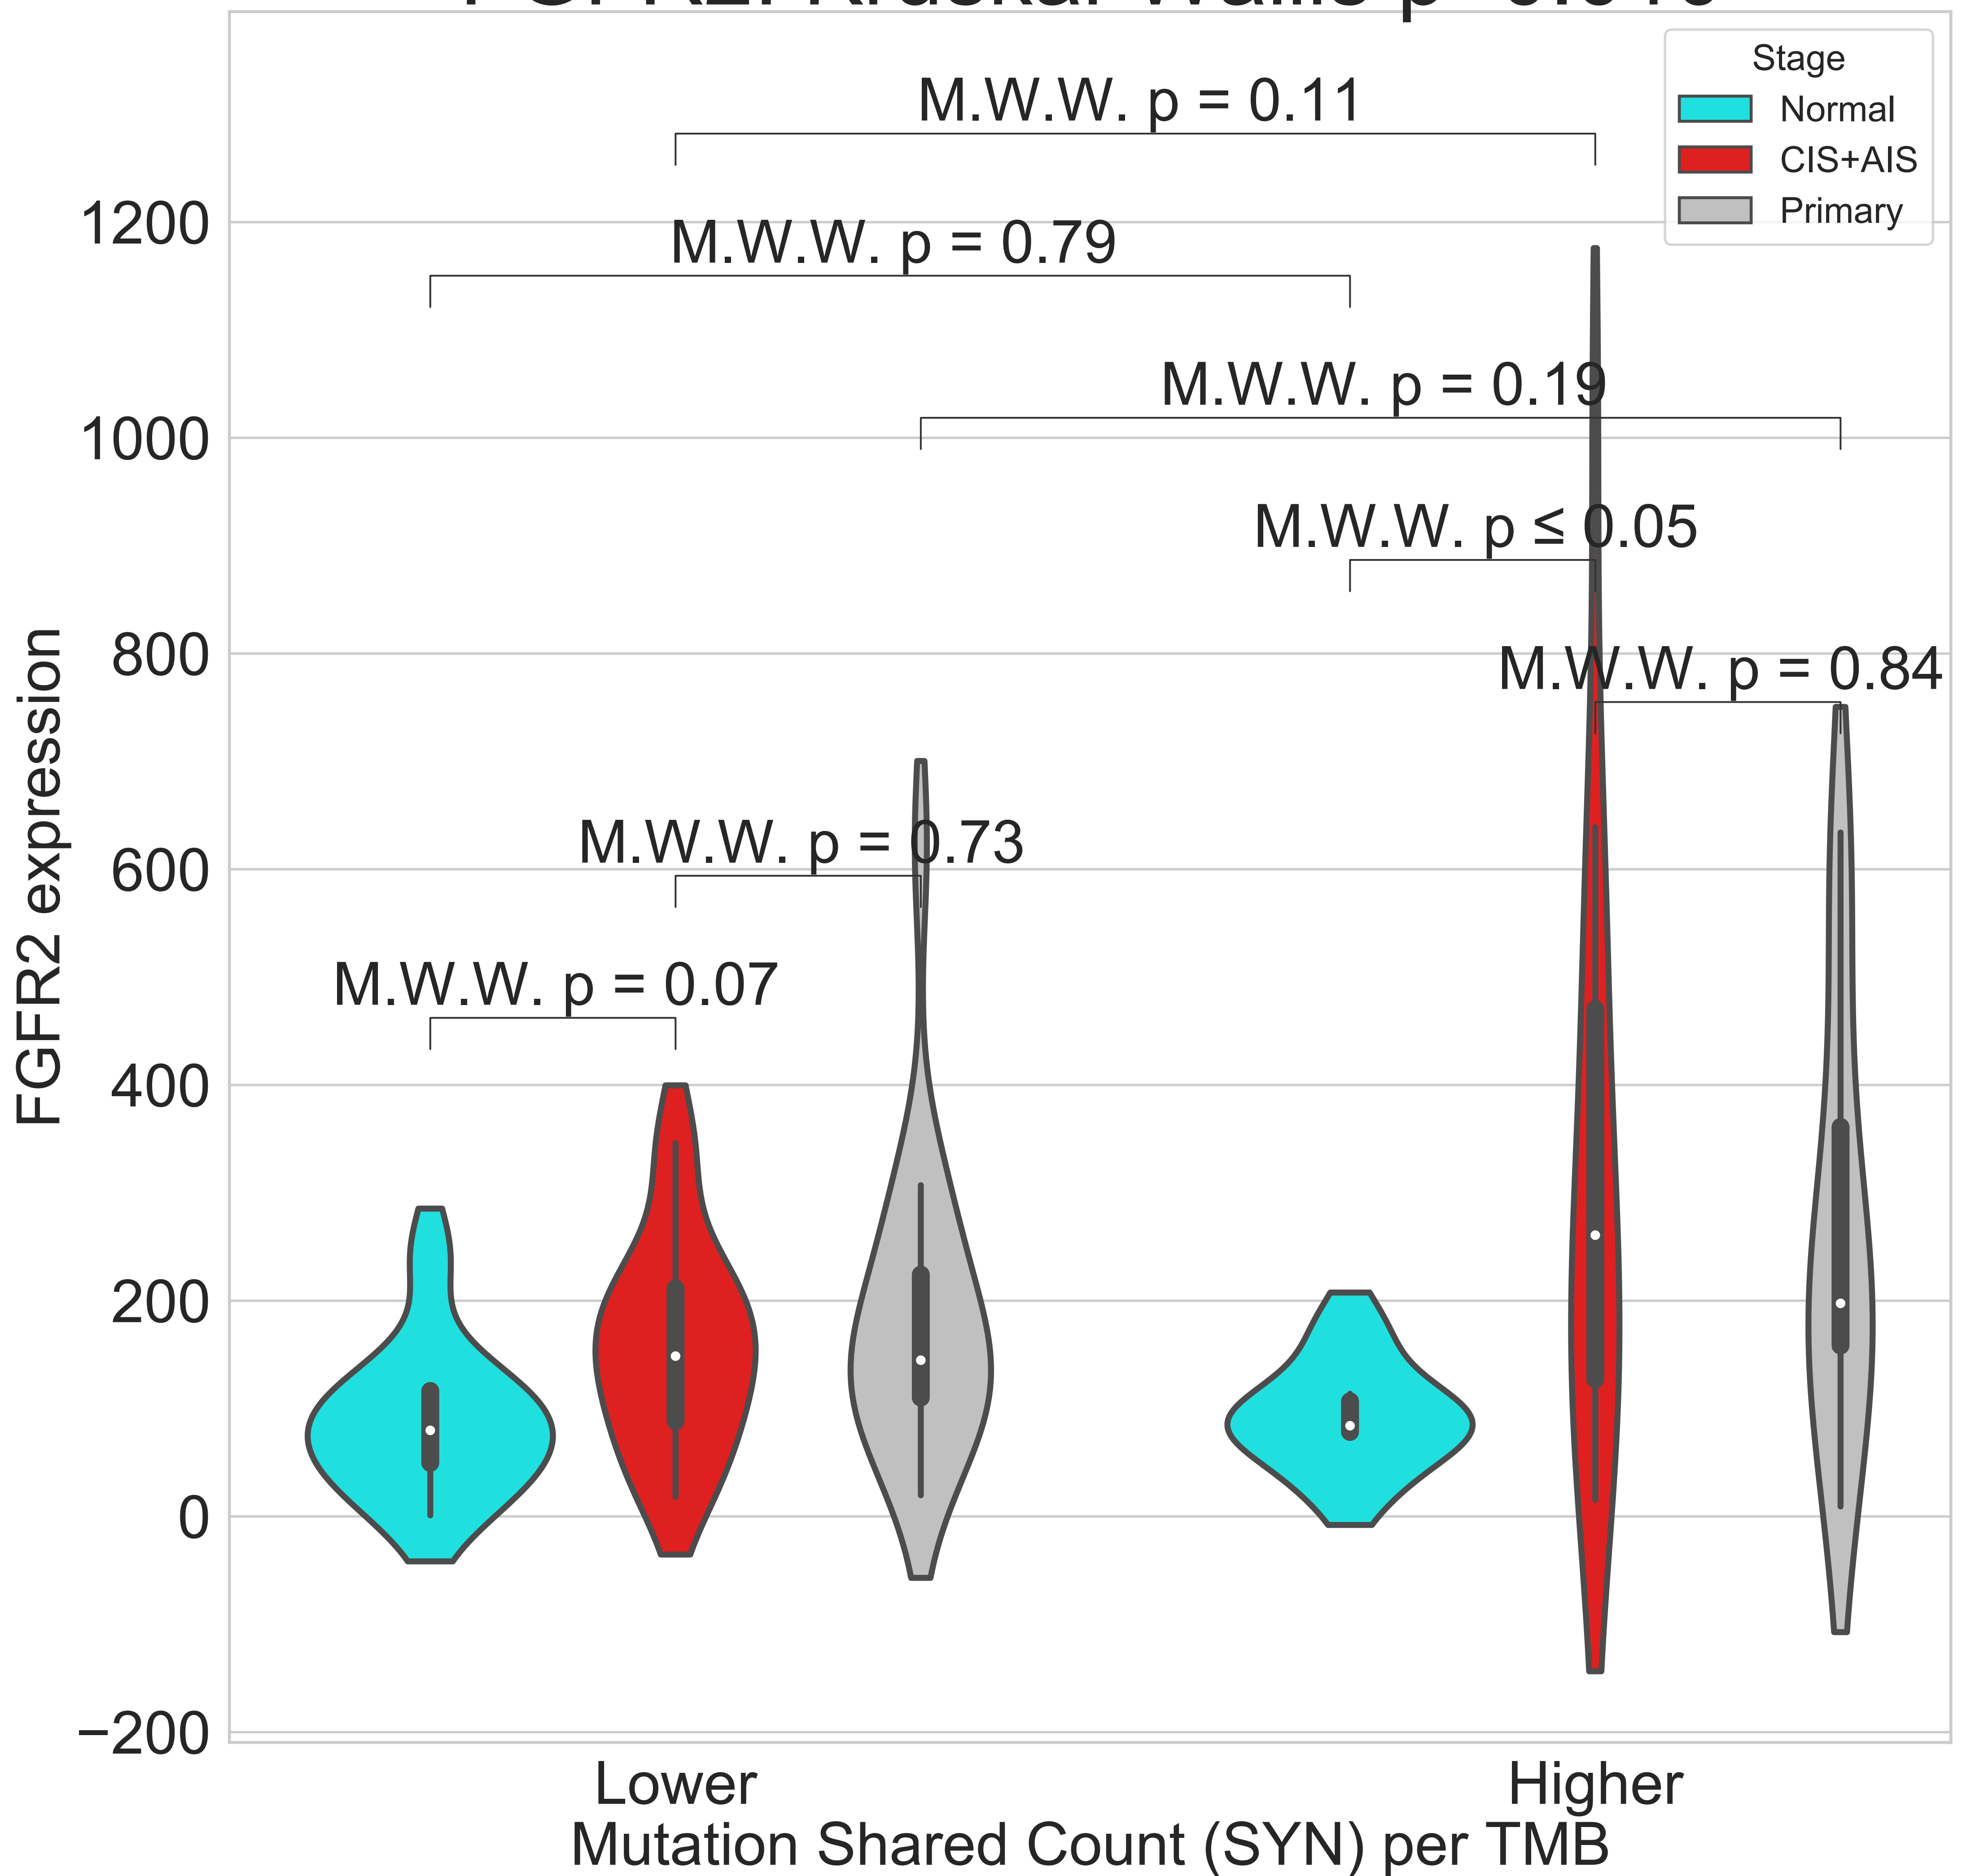 Stage
Normal
CIS+AIS
Primary
M.W.W. p = 0.11
M.W.W. p = 0.79
M.W.W. p = 0.19
M.W.W. p ≤ 0.05
M.W.W. p = 0.84
M.W.W. p = 0.73
M.W.W. p = 0.07
FGFR2 expression
1200
1000
800
600
400
200
0
−200
Lower
Higher
Mutation Shared Count (SYN) per TMB